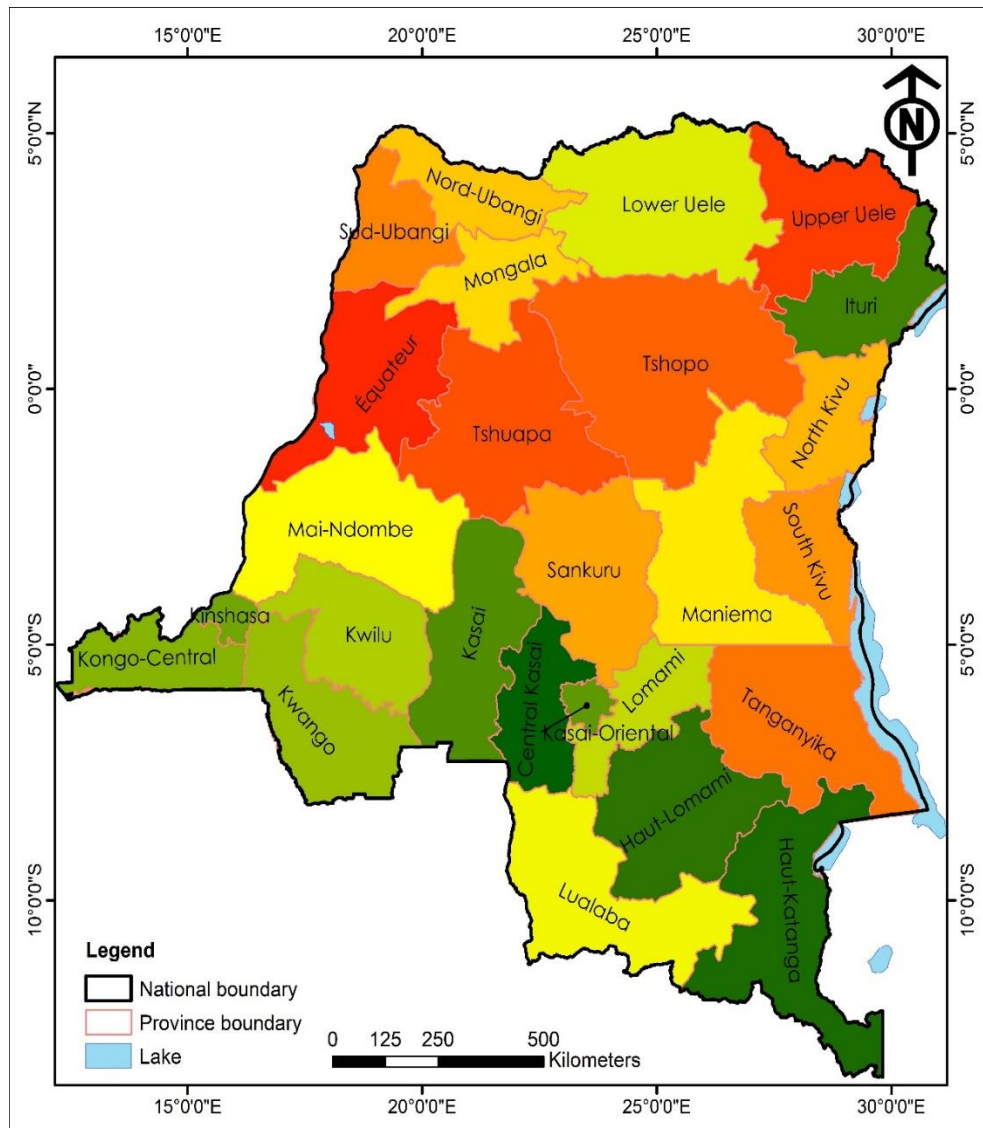 15°0'0"E 20°0'0"E 25°0'0"E 30°0'0"E
N
5°0'0"N 5°0'0"N
Nord-Ubangi
Lower Uele
Upper Uele
Sud-Ubangi
Mongala
Ituri
Équateur
Tshopo
0°0'0" 0°0'0"
North Kivu
Tshuapa
Mai-Ndombe
South Kivu
Sankuru
Kinshasa
Maniema
Kwilu
Kasai
5°0'0"S 5°0'0"S
Kongo-Central
Lomami
Central Kasai
Kwango
Tanganyika
Kasai-Oriental
Haut-Lomami
Lualaba
Haut-Katanga
10°0'0"S 10°0'0"S
Legend
National boundary
Province boundary
Lake
0 125 250 500
Kilometers
15°0'0"E 20°0'0"E 25°0'0"E 30°0'0"E